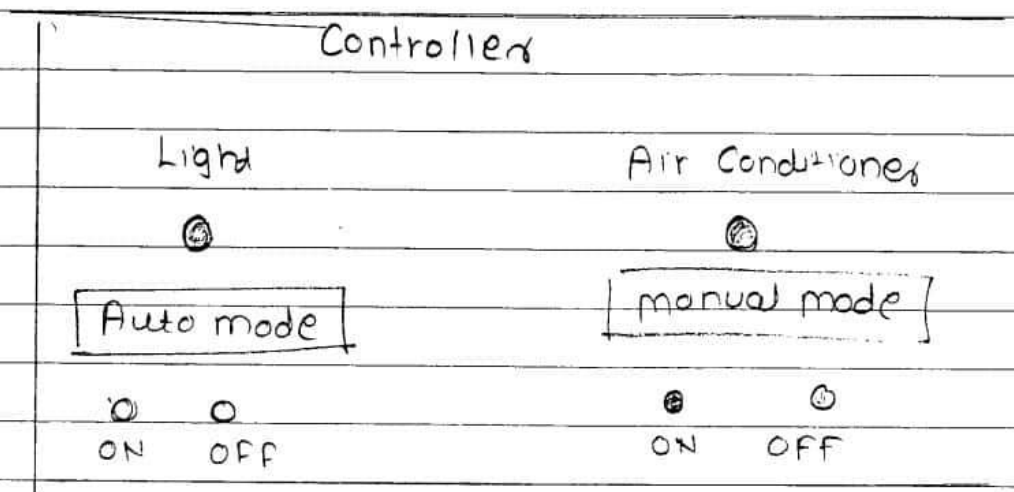 Controller
Light Air Conditioner
Auto mode manual mode
ON OFF ON OFF